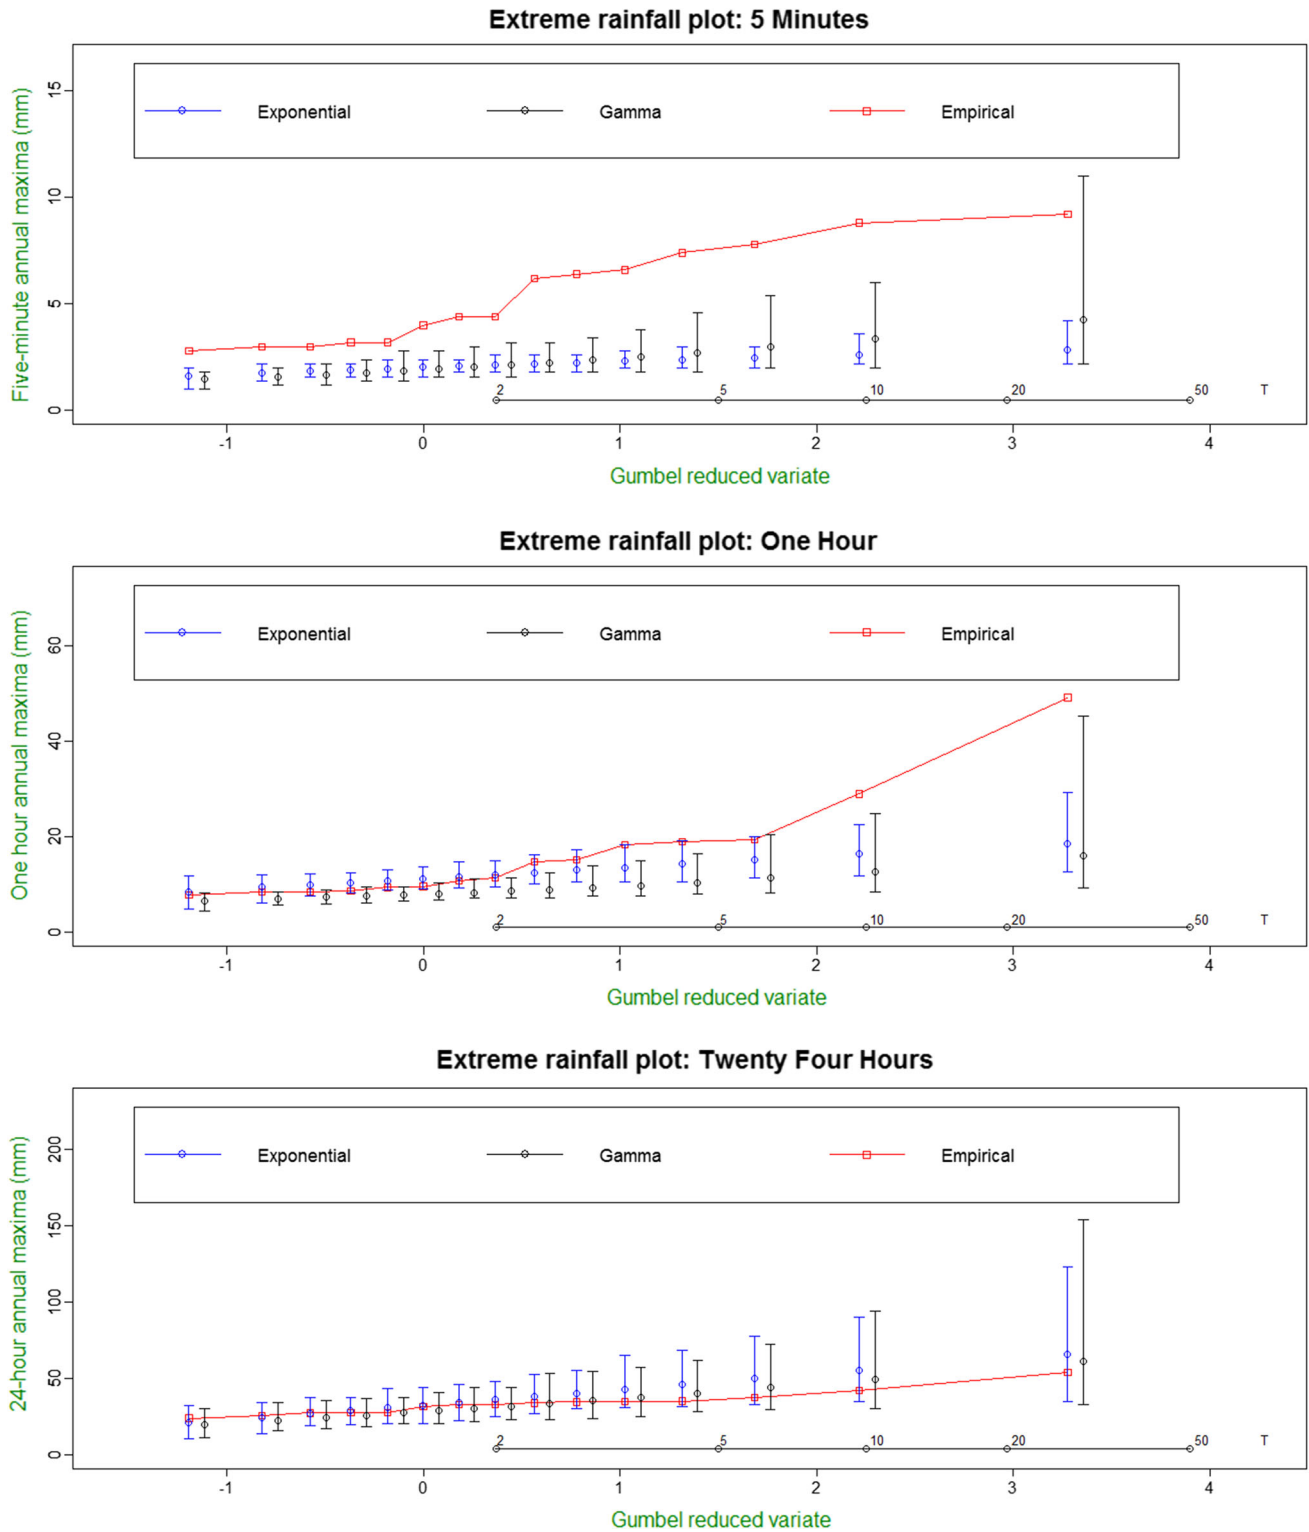 Extreme rainfall plot: 5 Minutes
Five-minute annual maxima (mm)
15
10
5
0
Exponential Gamma Empirical
2 5 10 20 50 T
-1 0 1 2 3 4
Gumbel reduced variate
Extreme rainfall plot: One Hour
One hour annual maxima (mm)
60
40
20
0
Exponential Gamma Empirical
2 5 10 20 50 T
-1 0 1 2 3 4
Gumbel reduced variate
Extreme rainfall plot: Twenty Four Hours
24-hour annual maxima (mm)
200
150
100
50
0
Exponential Gamma Empirical
2 5 10 20 50 T
-1 0 1 2 3 4
Gumbel reduced variate